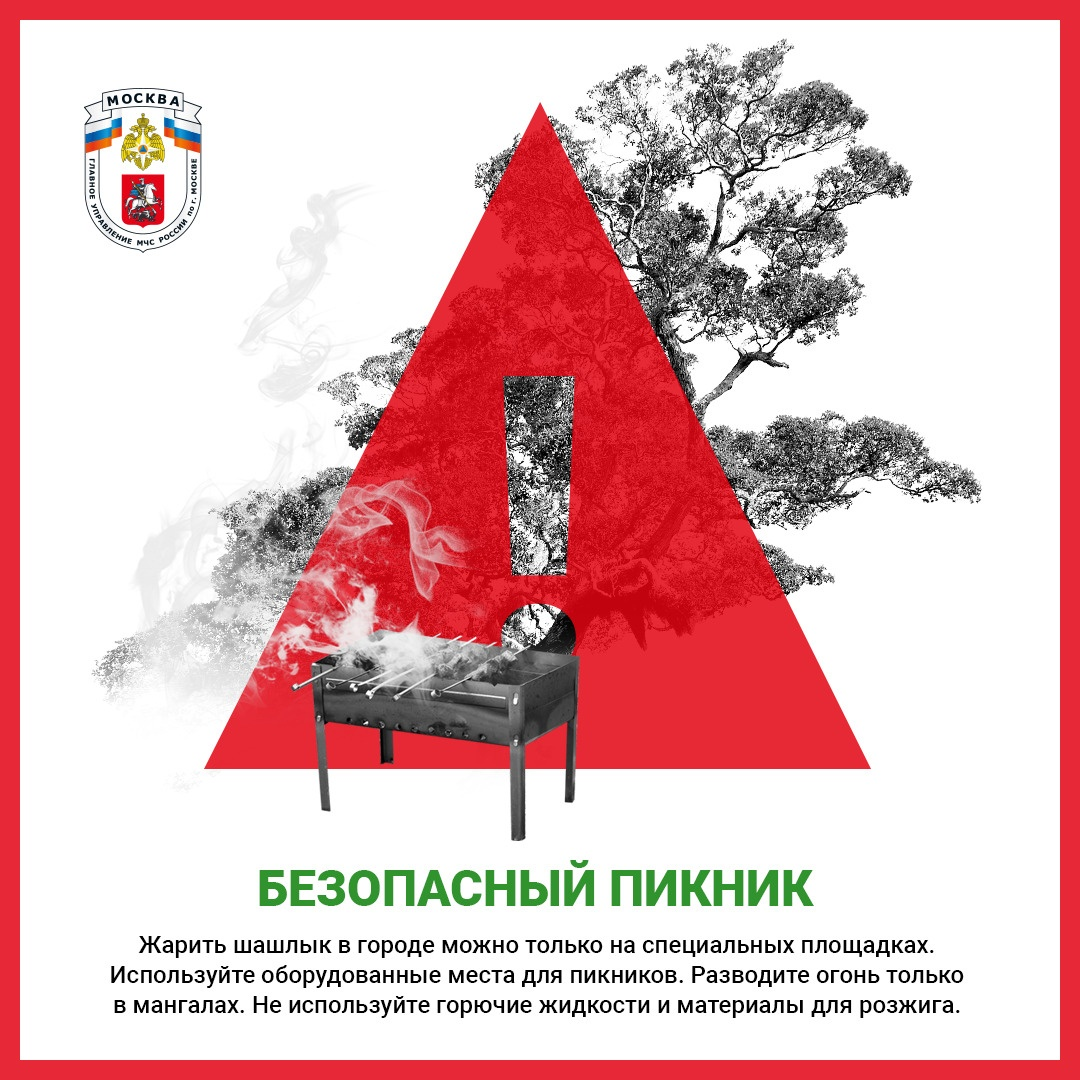 МОСКВА
ГЛАВНОЕ УПРАВЛЕНИЕ МЧС РОССИИ по г. МОСКВЕ
!
БЕЗОПАСНЫЙ ПИКНИК
Жарить шашлык в городе можно только на специальных площадках.
Используйте оборудованные места для пикников. Разводите огонь только
в мангалах. Не используйте горючие жидкости и материалы для розжига.